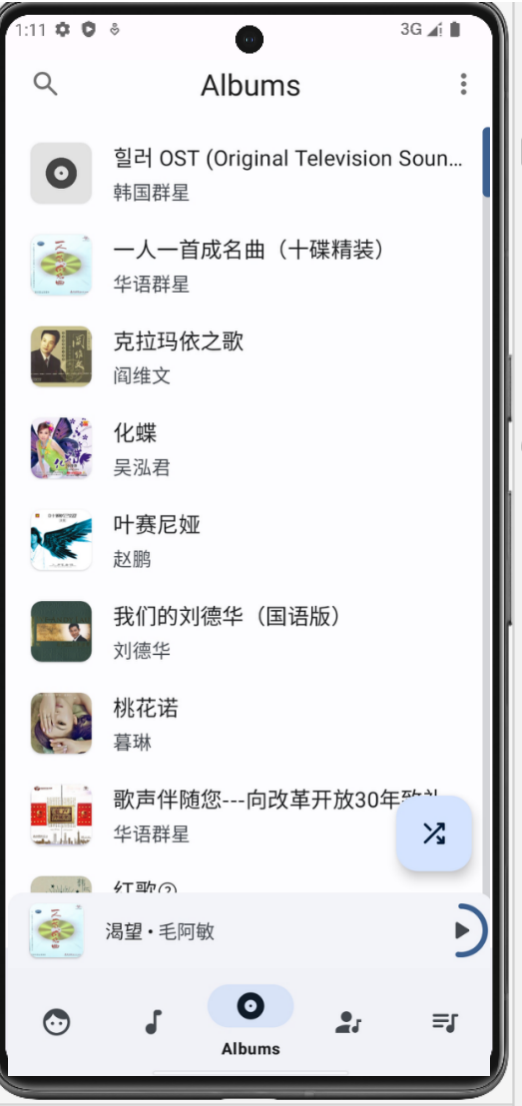 1:11
3G
Albums
힐러 OST (Original Television Soun...
韩国群星
一人一首成名曲（十碟精装）
华语群星
克拉玛依之歌
阎维文
化蝶
吴泓君
叶赛尼娅
赵鹏
我们的刘德华（国语版）
刘德华
桃花诺
暮琳
歌声伴随您---向改革开放30年致礼
华语群星
红歌②
渴望 • 毛阿敏
Albums